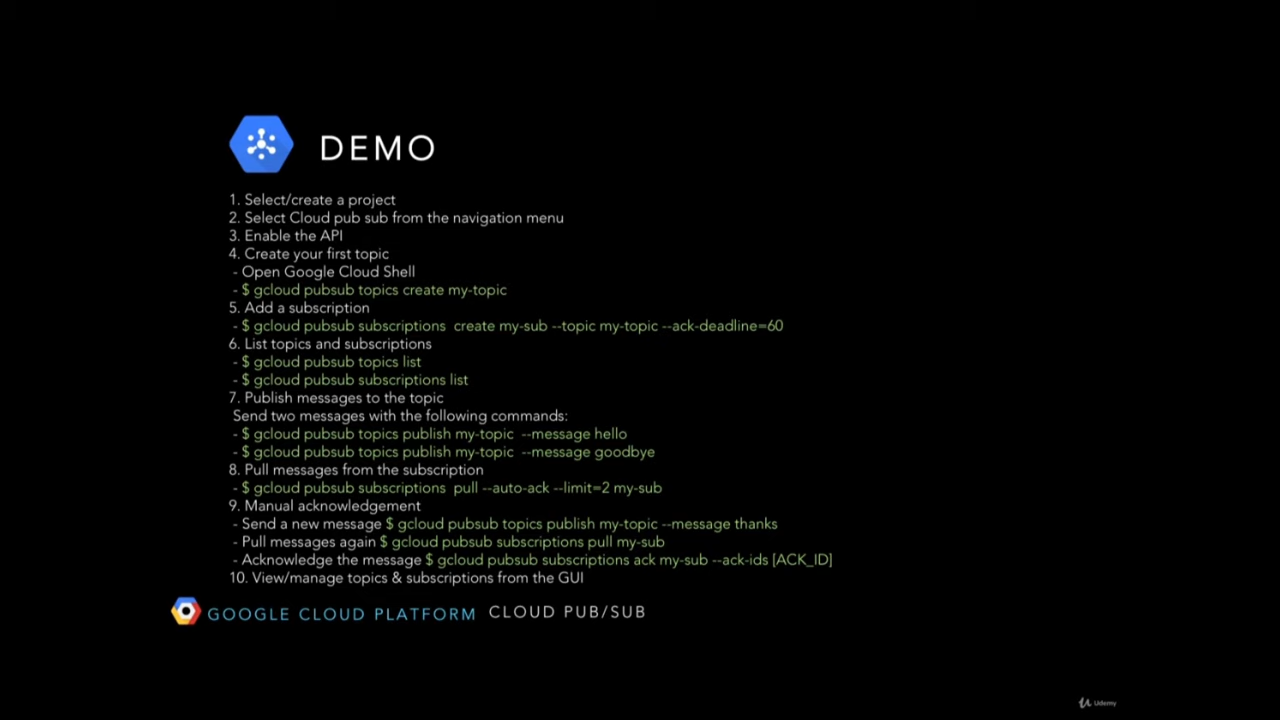 DEMO
1. Select/create a project
2. Select Cloud pub sub from the navigation menu
3. Enable the API
4. Create your first topic
- Open Google Cloud Shell
- $ gcloud pubsub topics create my-topic
5. Add a subscription
- $ gcloud pubsub subscriptions  create my-sub --topic my-topic --ack-deadline=60
6. List topics and subscriptions
- $ gcloud pubsub topics list
- $ gcloud pubsub subscriptions list
7. Publish messages to the topic
Send two messages with the following commands:
- $ gcloud pubsub topics publish my-topic  --message hello
- $ gcloud pubsub topics publish my-topic  --message goodbye
8. Pull messages from the subscription
- $ gcloud pubsub subscriptions  pull --auto-ack --limit=2 my-sub
9. Manual acknowledgement
- Send a new message $ gcloud pubsub topics publish my-topic --message thanks
- Pull messages again $ gcloud pubsub subscriptions pull my-sub
- Acknowledge the message $ gcloud pubsub subscriptions ack my-sub --ack-ids [ACK_ID]
10. View/manage topics & subscriptions from the GUI
GOOGLE CLOUD PLATFORM CLOUD PUB/SUB
Udemy